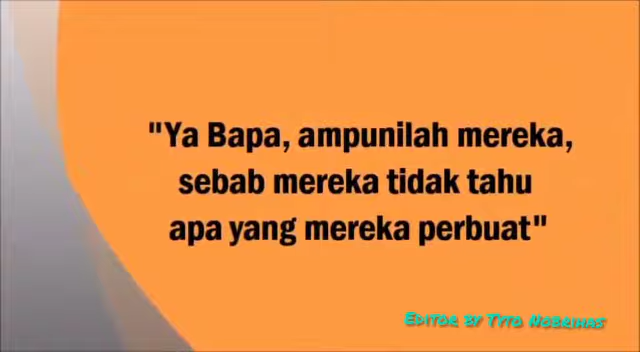 "Ya Bapa, ampunilah mereka,
sebab mereka tidak tahu
apa yang mereka perbuat"
Editor by Tyto Nobrihas